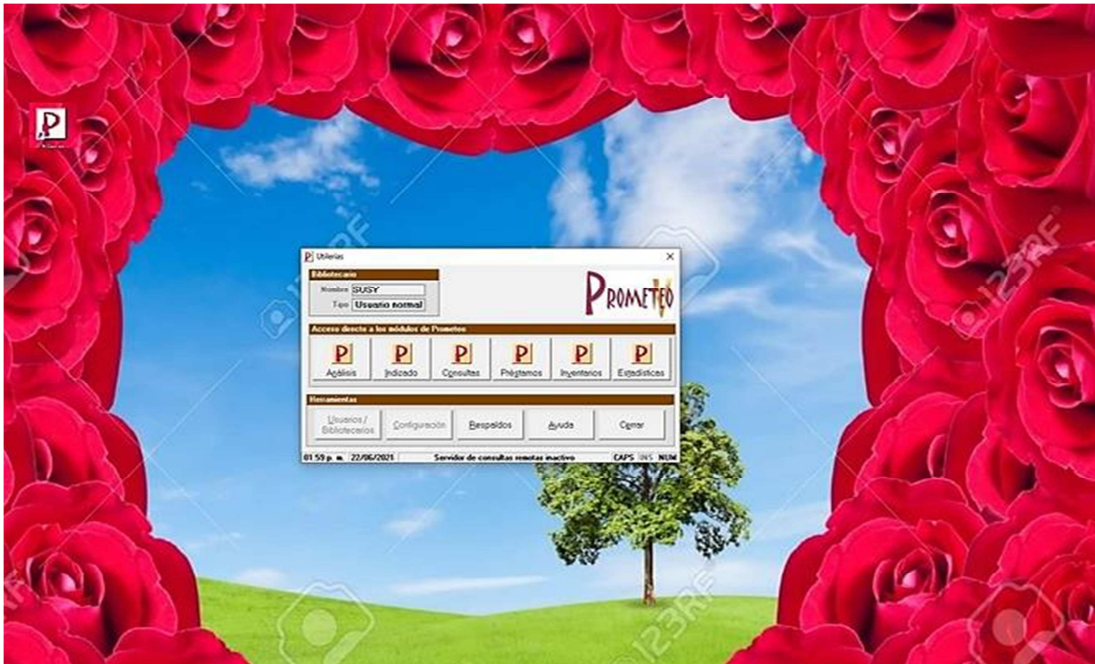 P
Utilerías
Bibliotecario
Nombre SUSY
Tipo Usuario normal
PROMETEO V
Acceso directo a los módulos de Prometeo
P P P P P P
Análisis Indizado Consultas Préstamos Inventarios Estadísticas
Herramientas
Usuarios / Bibliotecarios Configuración Respaldos Ayuda Cerrar
01:59 p. m. 22/06/2021 Servidor de consultas remotas inactivo CAPS INS NUM
123RF
123RF
123RF